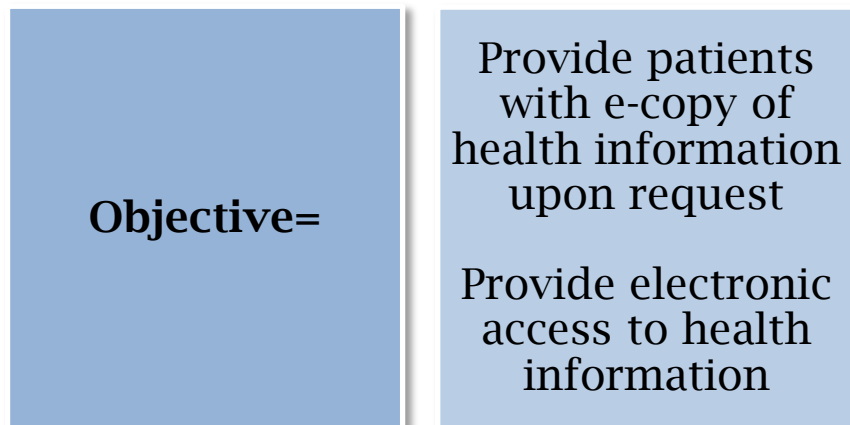 Objective=
Provide patients
with e-copy of
health information
upon request
Provide electronic
access to health
information